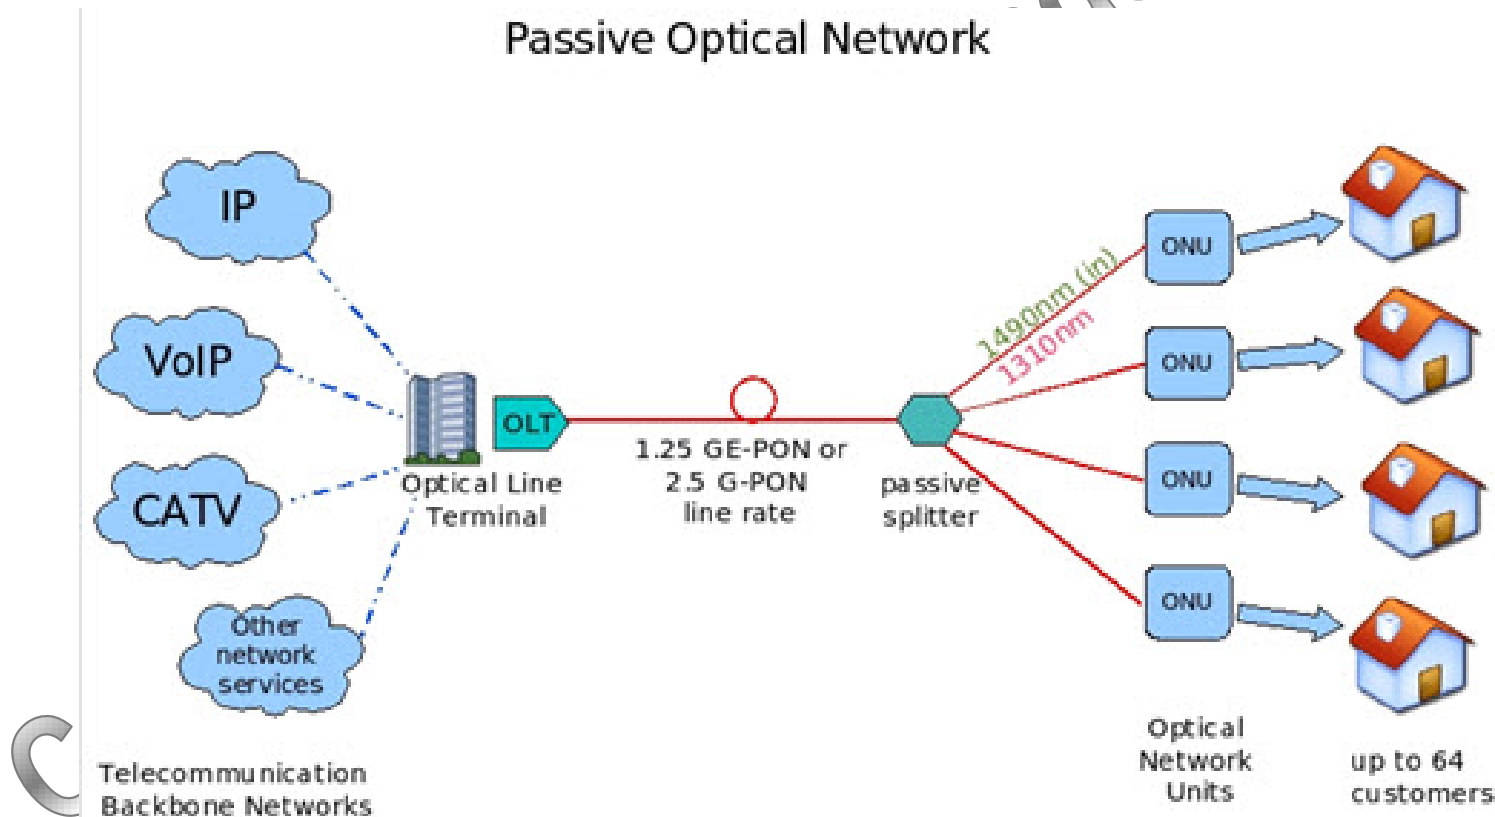 Passive Optical Network
IP
VoIP
CATV
Other
network
services
Telecommunication
Backbone Networks
OLT
Optical Line
Terminal
1.25 GE-PON or
2.5 G-PON
line rate
passive
splitter
1490nm (in)
1310nm
ONU
ONU
ONU
ONU
Optical
Network
Units
up to 64
customers
C